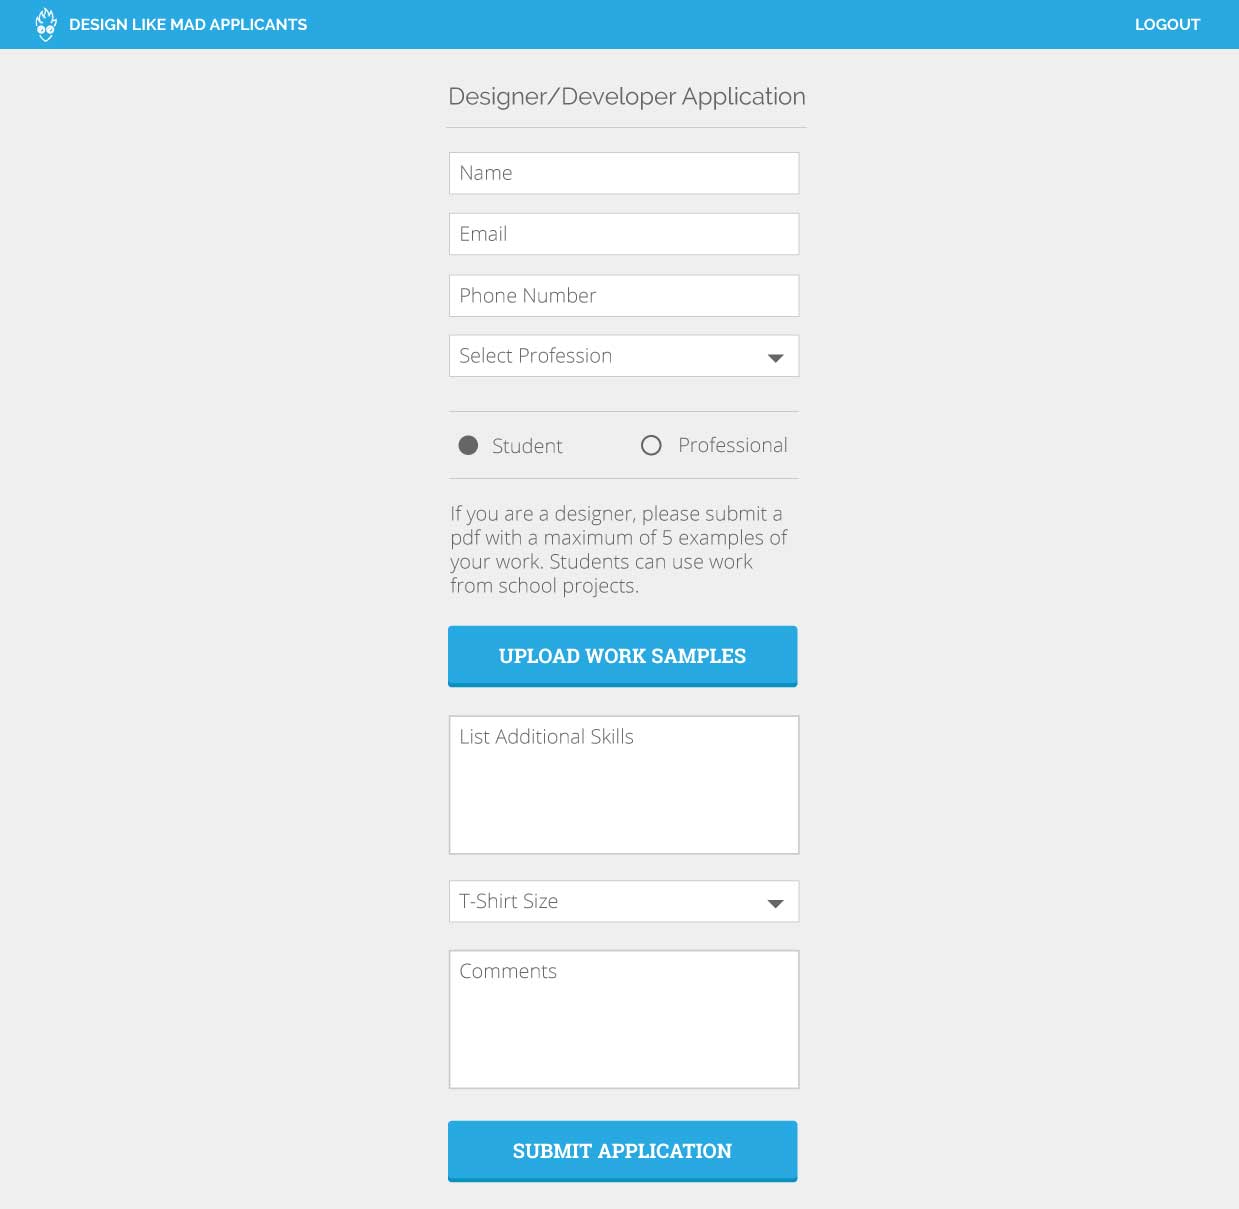 DESIGN LIKE MAD APPLICANTS
LOGOUT
Designer/Developer Application
Name
Email
Phone Number
Select Profession
Student
Professional
If you are a designer, please submit a
pdf with a maximum of 5 examples of
your work. Students can use work
from school projects.
UPLOAD WORK SAMPLES
List Additional Skills
T-Shirt Size
Comments
SUBMIT APPLICATION